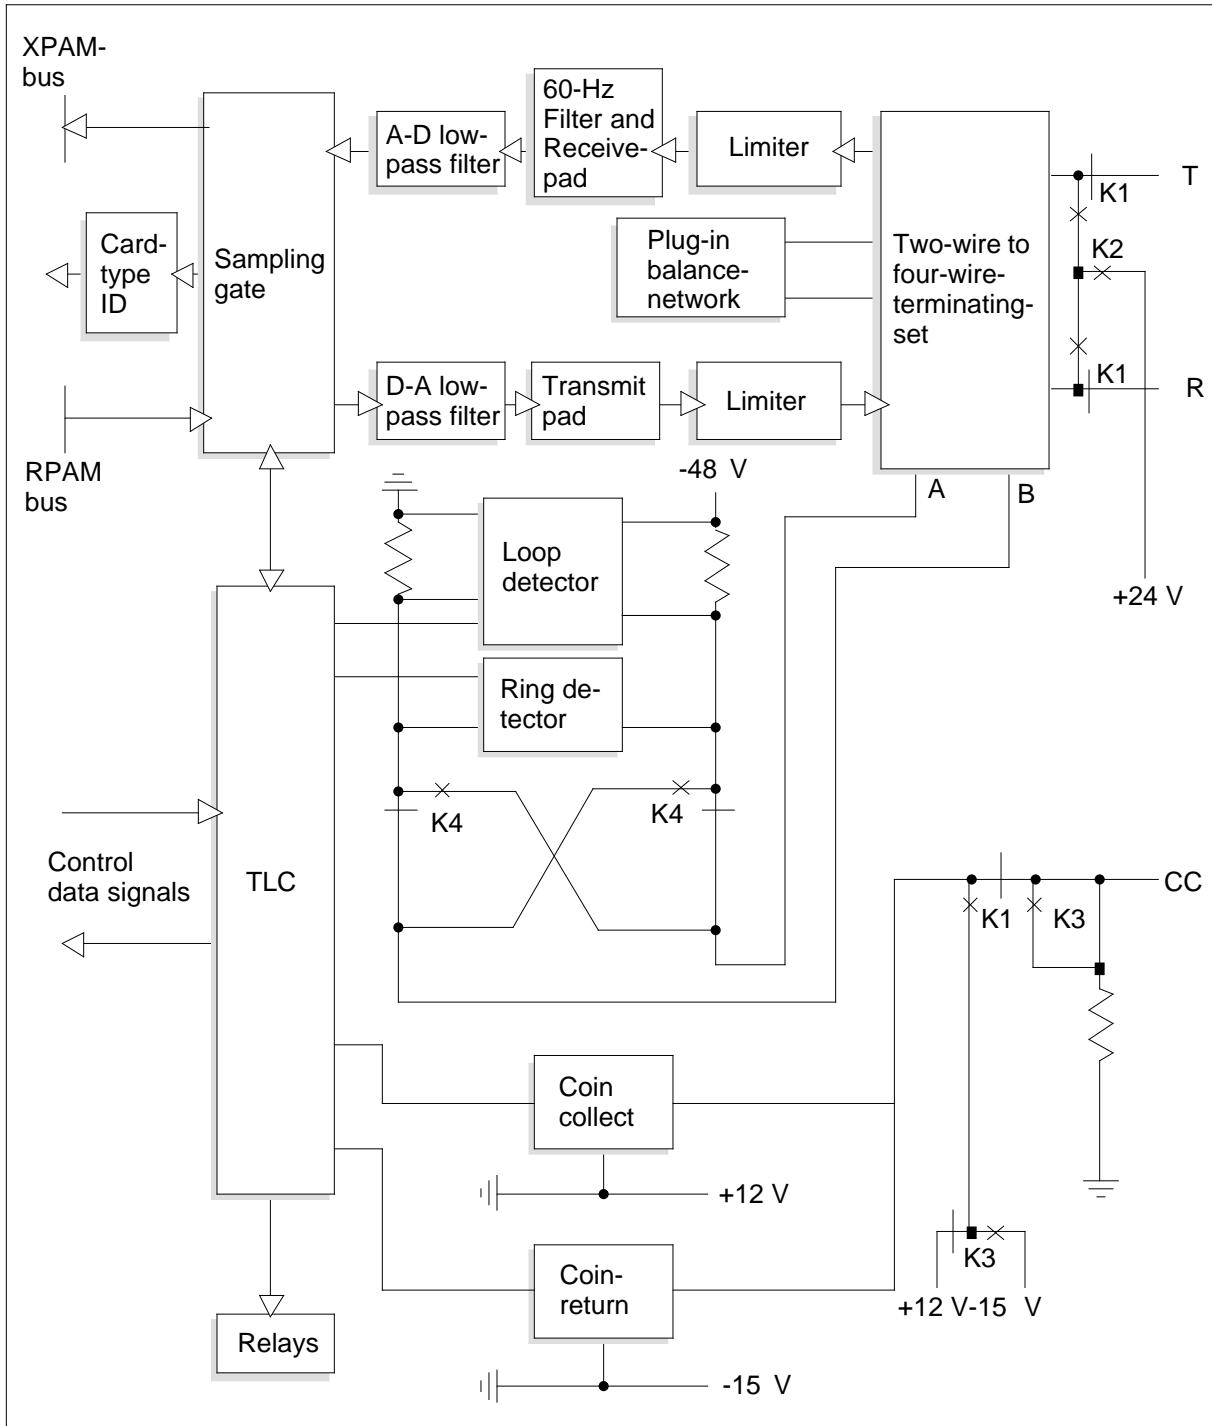 XPAM-
bus
A-D low-
pass filter
60-Hz
Filter and
Receive-
pad
Limiter
T
K1
Card-
type
ID
Sampling
gate
Plug-in
balance-
network
Two-wire to
four-wire-
terminating-
set
K2
K1
R
D-A low-
pass filter
Transmit
pad
Limiter
RPAM
bus
-48 V
A
B
Loop
detector
+24 V
Ring de-
tector
K4
K4
Control
data signals
TLC
CC
K1
K3
Coin
collect
+12 V
K3
Coin-
return
+12 V-15 V
Relays
-15 V